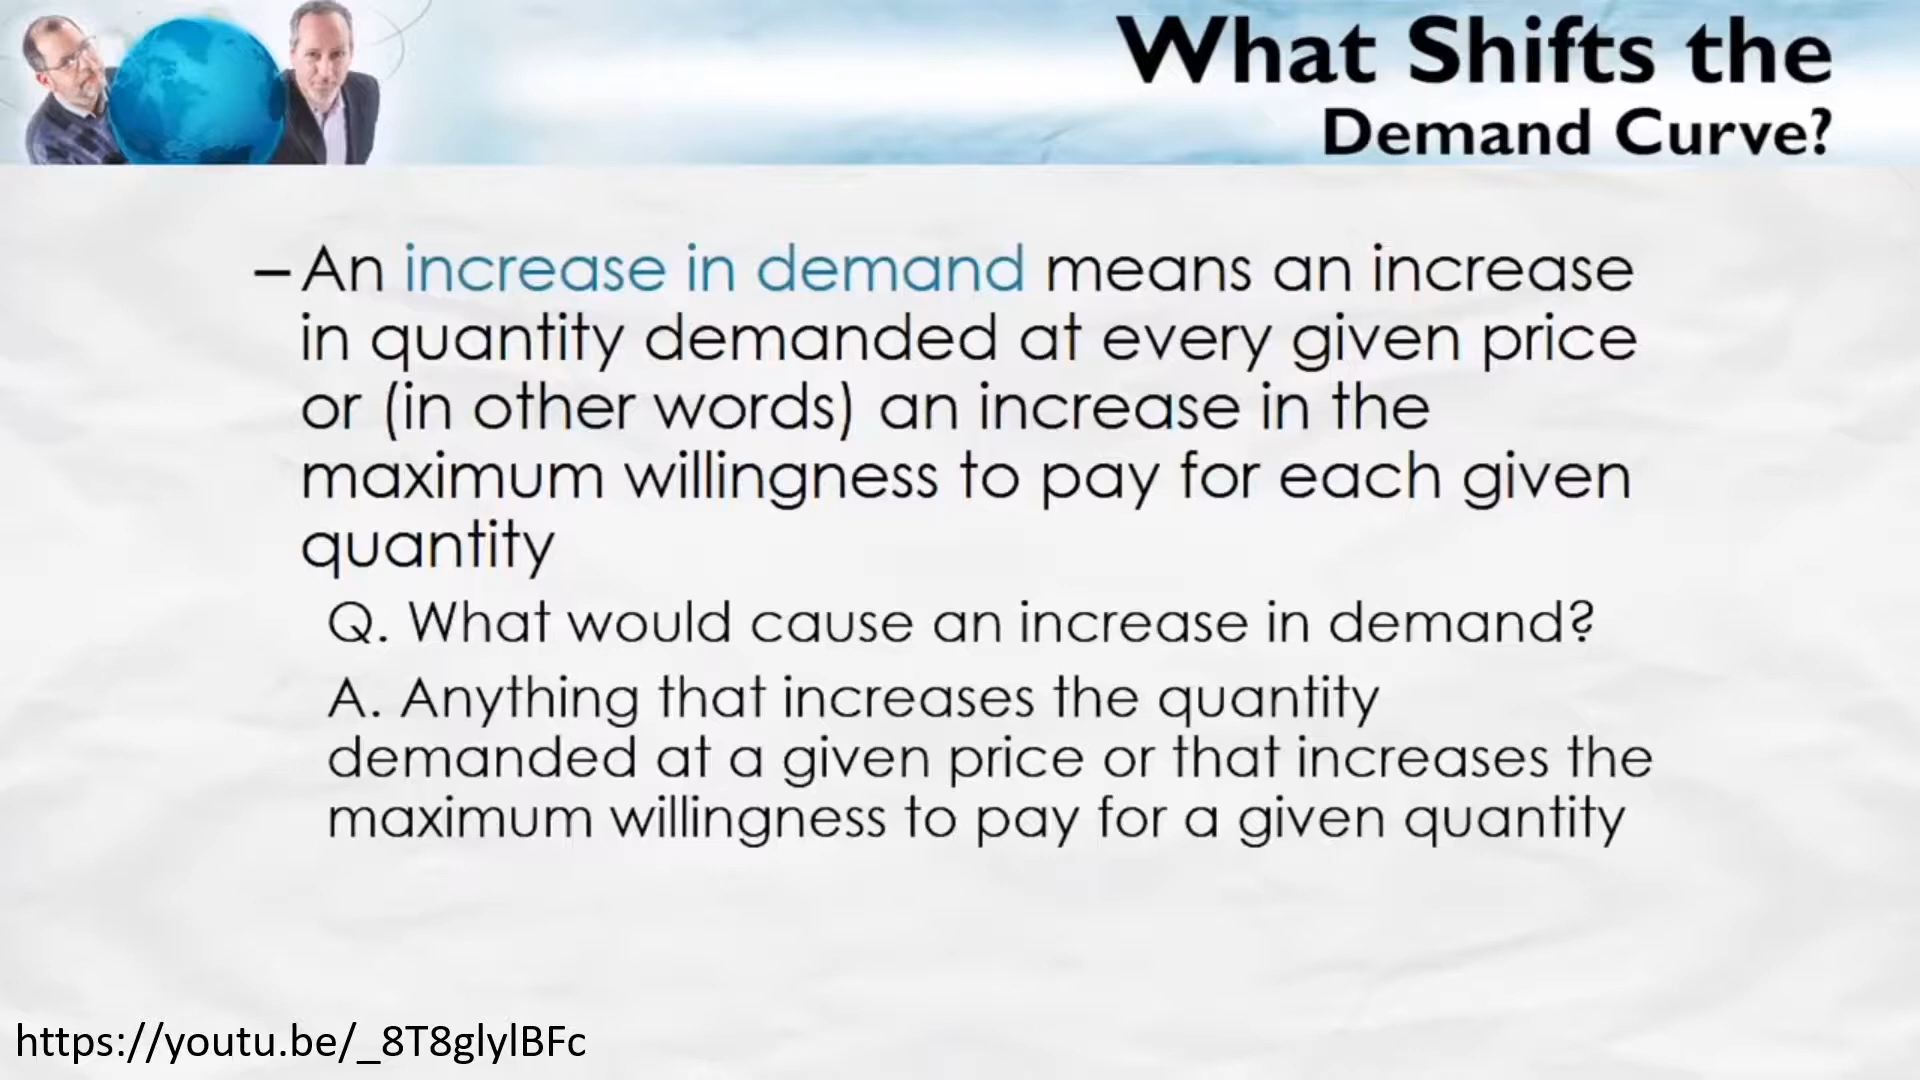 What Shifts the
Demand Curve?
– An increase in demand means an increase
in quantity demanded at every given price
or (in other words) an increase in the
maximum willingness to pay for each given
quantity
Q. What would cause an increase in demand?
A. Anything that increases the quantity
demanded at a given price or that increases the
maximum willingness to pay for a given quantity
https://youtu.be/_8T8glylBFc